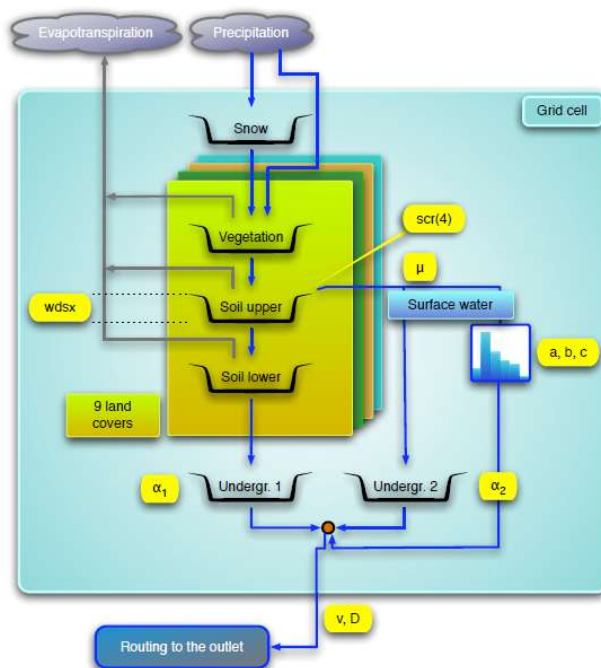 Evapotranspiration
Precipitation
Grid cell
Snow
scr(4)
Vegetation
μ
wdsx
Soil upper
Surface water
a, b, c
Soil lower
9 land
covers
α1
Undergr. 1
Undergr. 2
α2
v, D
Routing to the outlet